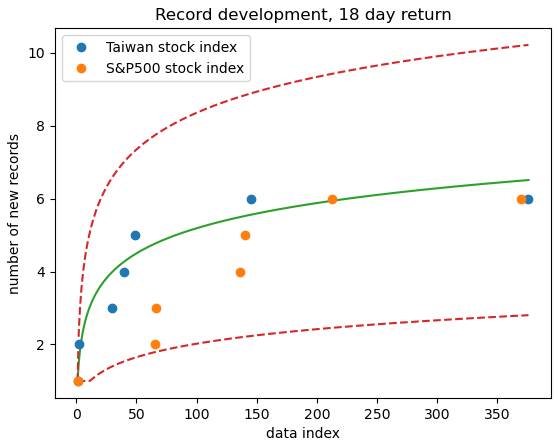 Record development, 18 day return
Taiwan stock index
S&P500 stock index
number of new records
10
8
6
4
2
0
50
100
150
200
250
300
350
data index